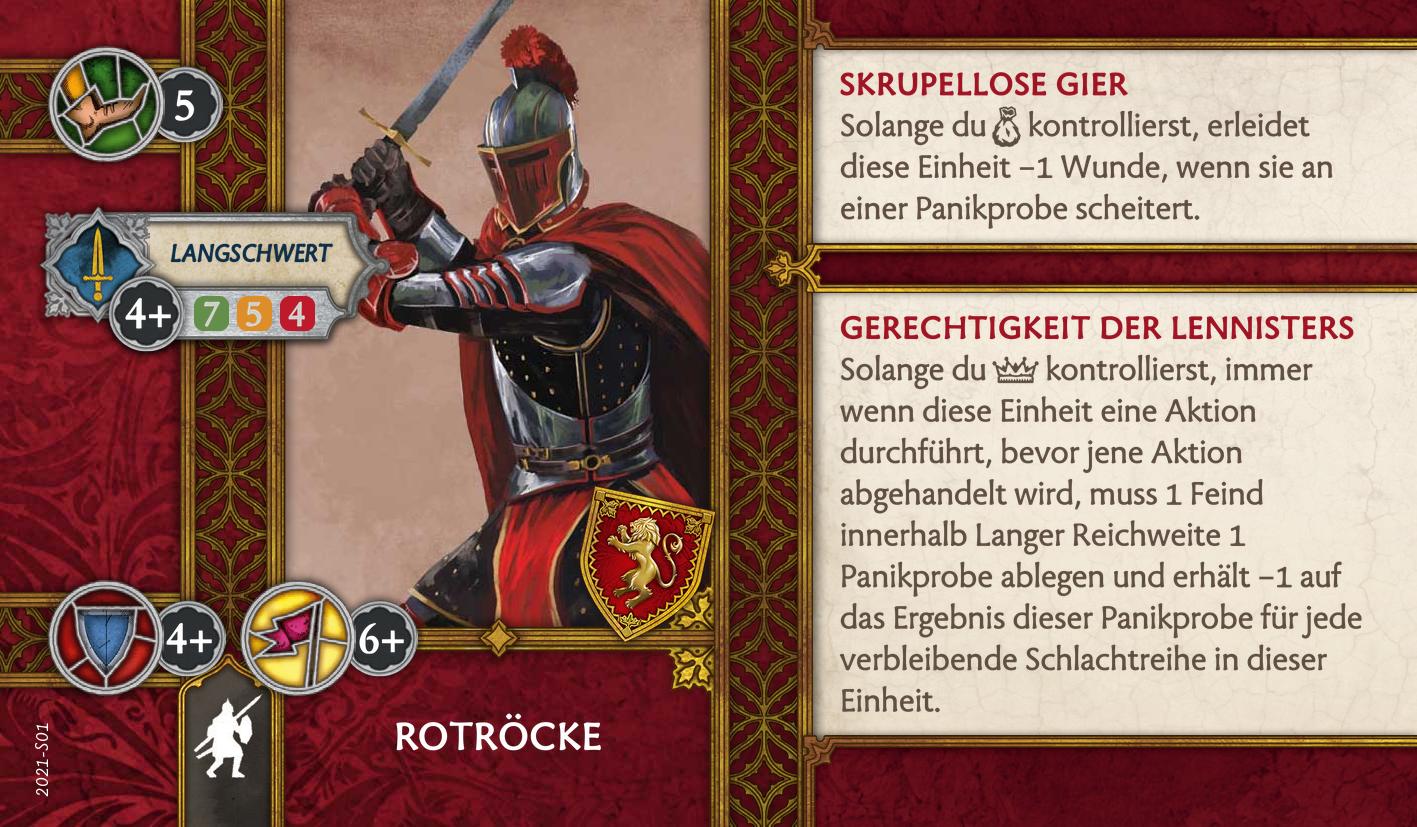 5
LANGSCHWERT
4+ 7 5 4
4+ 6+
ROTRÖCKE
2021-S01
SKRUPELLOSE GIER
Solange du kontrollierst, erleidet
diese Einheit –1 Wunde, wenn sie an
einer Panikprobe scheitert.
GERECHTIGKEIT DER LENNISTERS
Solange du kontrollierst, immer
wenn diese Einheit eine Aktion
durchführt, bevor jene Aktion
abgehandelt wird, muss 1 Feind
innerhalb Langer Reichweite 1
Panikprobe ablegen und erhält –1 auf
das Ergebnis dieser Panikprobe für jede
verbleibende Schlachtreihe in dieser
Einheit.